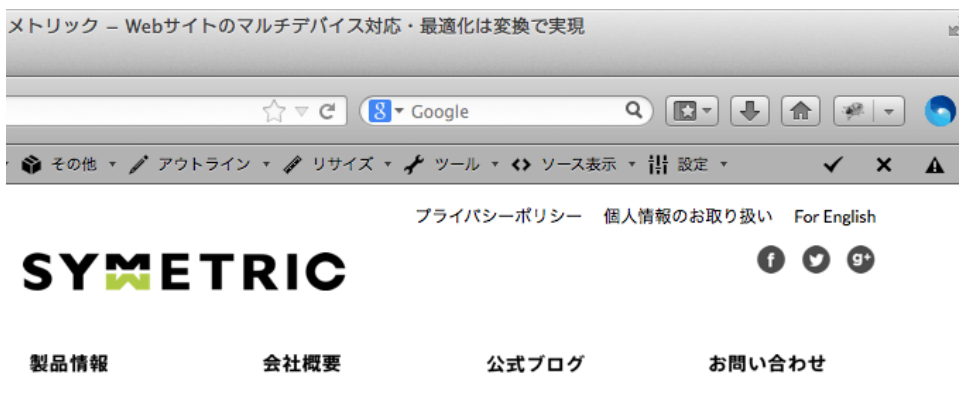 メトリック – Webサイトのマルチデバイス対応・最適化は変換で実現
Google
その他 アウトライン リサイズ ツール ソース表示 設定
プライバシーポリシー 個人情報のお取り扱い For English
SYMETRIC
製品情報 会社概要 公式ブログ お問い合わせ